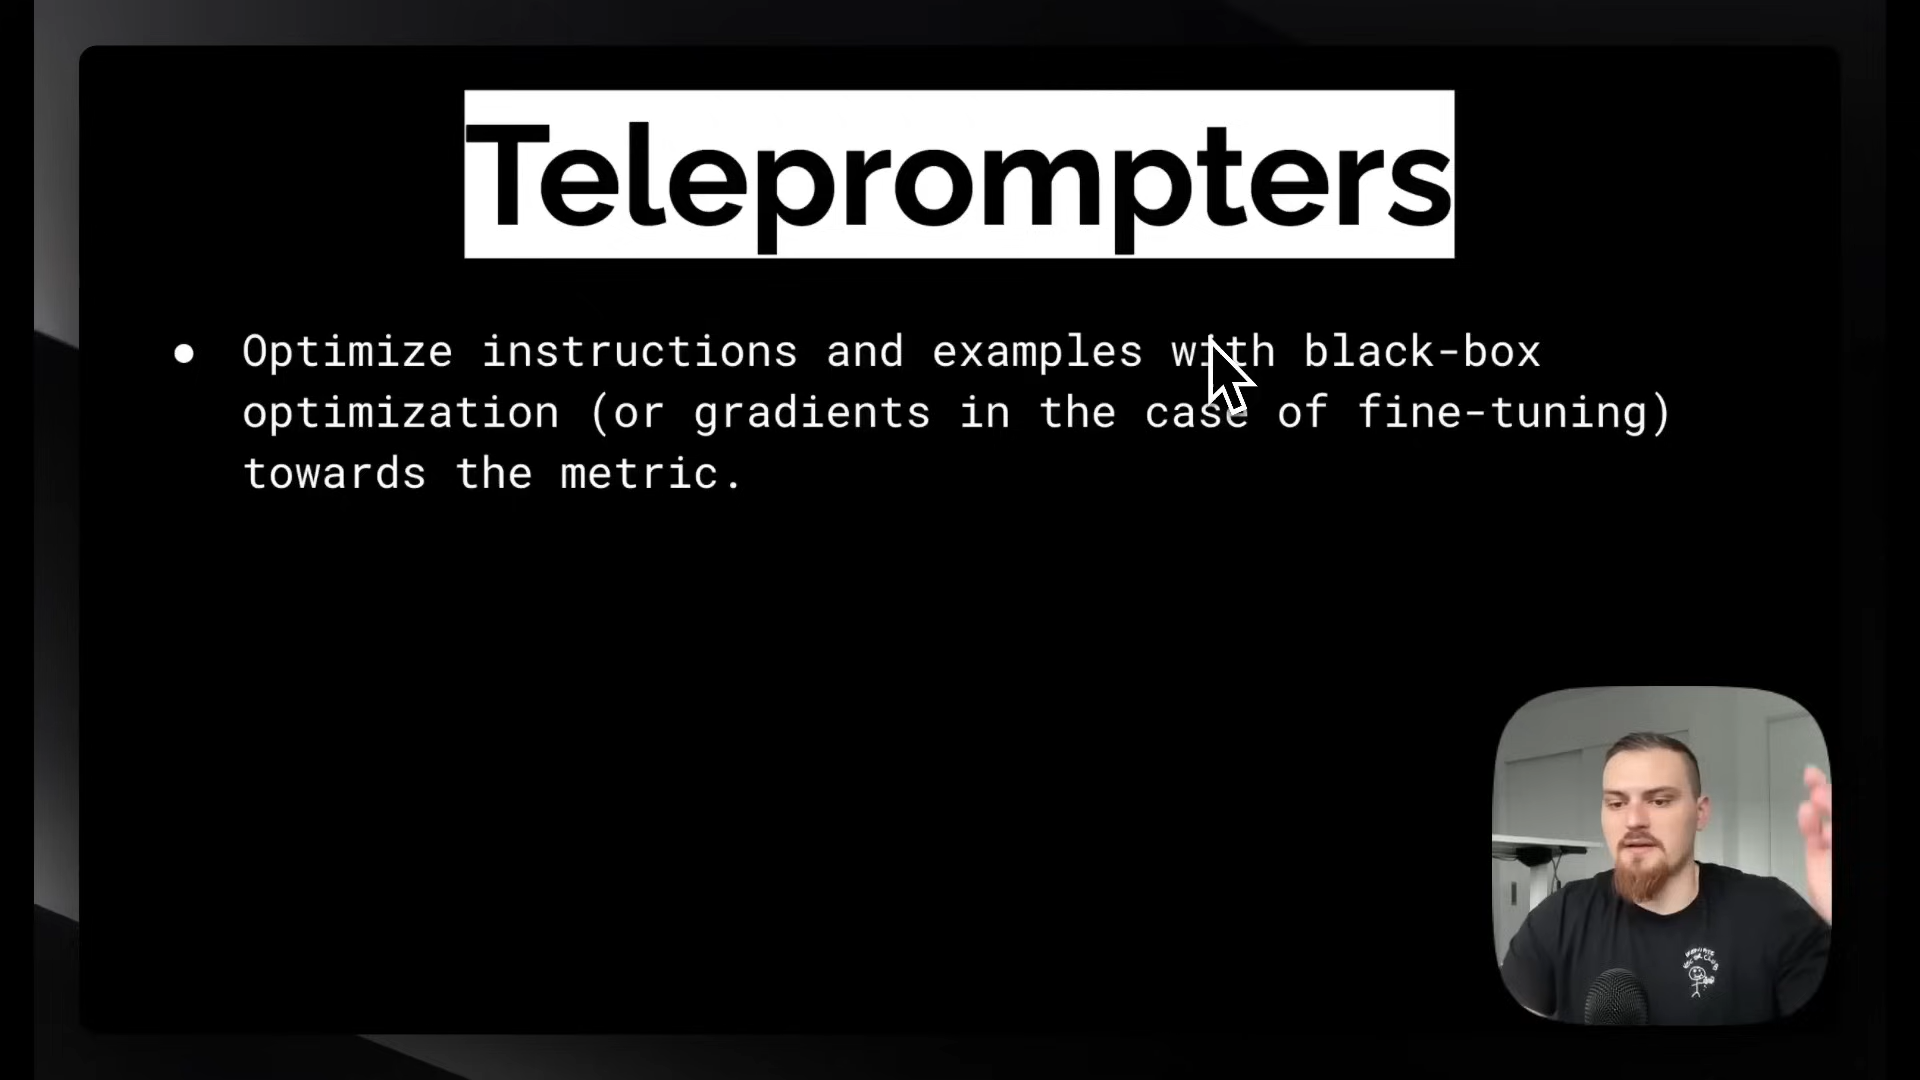 Teleprompters
● Optimize instructions and examples with black-box
optimization (or gradients in the case of fine-tuning)
towards the metric.